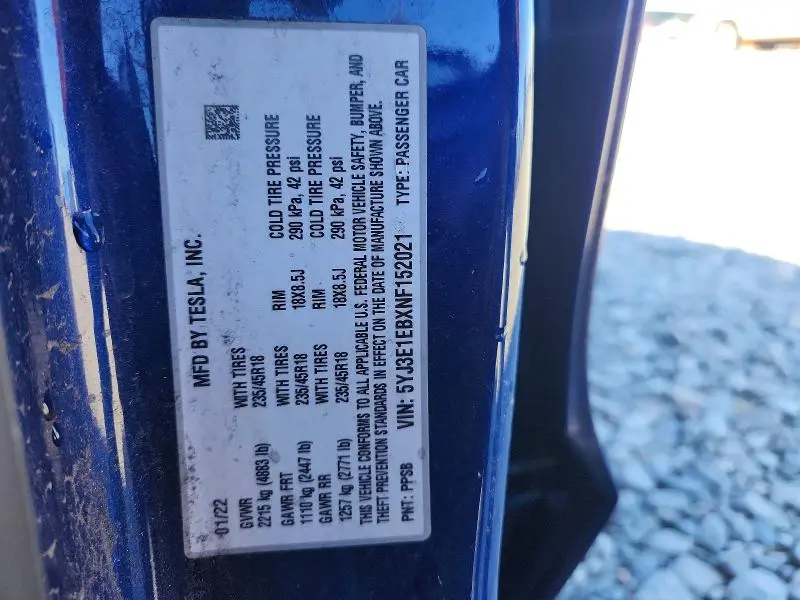 MFD BY TESLA, INC.
01/22
GVWR WITH TIRES RIM COLD TIRE PRESSURE
2215 kg (4883 lb) 235/45R18 18X8.5J 290 kPa, 42 psi
GAWR FRT WITH TIRES RIM COLD TIRE PRESSURE
1110 kg (2447 lb) 235/45R18 18X8.5J 290 kPa, 42 psi
GAWR RR WITH TIRES
1257 kg (2771 lb) 235/45R18
THIS VEHICLE CONFORMS TO ALL APPLICABLE U.S. FEDERAL MOTOR VEHICLE SAFETY, BUMPER, AND
THEFT PREVENTION STANDARDS IN EFFECT ON THE DATE OF MANUFACTURE SHOWN ABOVE.
PNT: PPSB VIN: 5YJ3E1EBXNF152021 TYPE: PASSENGER CAR